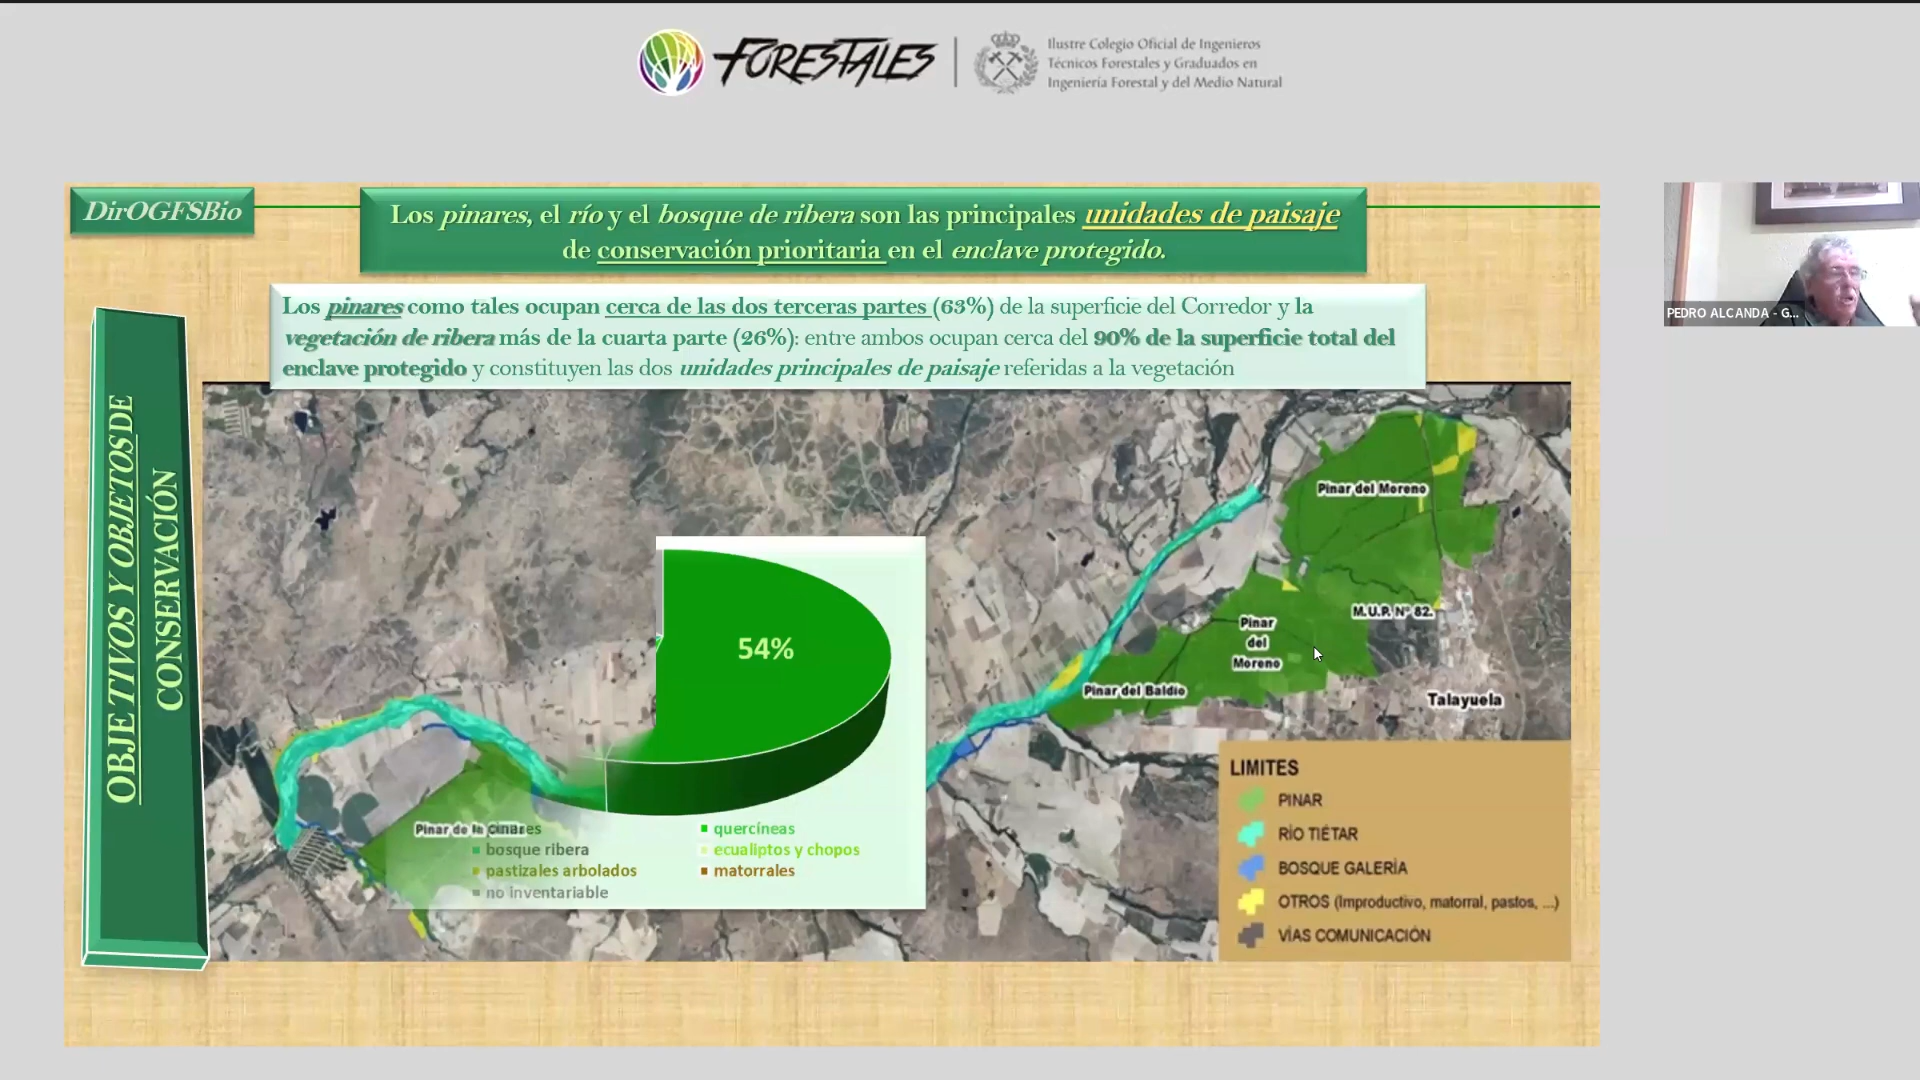 FORESTALES
Ilustre Colegio Oficial de Ingenieros
Técnicos Forestales y Graduados en
Ingeniería Forestal y del Medio Natural
DirOGFSBio
Los pinares, el río y el bosque de ribera son las principales unidades de paisaje
de conservación prioritaria en el enclave protegido.
PEDRO ALCANDA - G...
Los pinares como tales ocupan cerca de las dos terceras partes (63%) de la superficie del Corredor y la
vegetación de ribera más de la cuarta parte (26%): entre ambos ocupan cerca del 90% de la superficie total del
enclave protegido y constituyen las dos unidades principales de paisaje referidas a la vegetación
OBJETIVOS Y OBJETOS DE
CONSERVACIÓN
Pinar del Moreno
M.U.P. Nº 82.
Pinar
del
Moreno
Pinar del Baldío
Talayuela
54%
Pinar de
quercíneas
bosque ribera
ecualiptos y chopos
pastizales arbolados
matorrales
no inventariable
LIMITES
PINAR
RÍO TIÉTAR
BOSQUE GALERÍA
OTROS (Improductivo, matorral, pastos, ...)
VÍAS COMUNICACIÓN